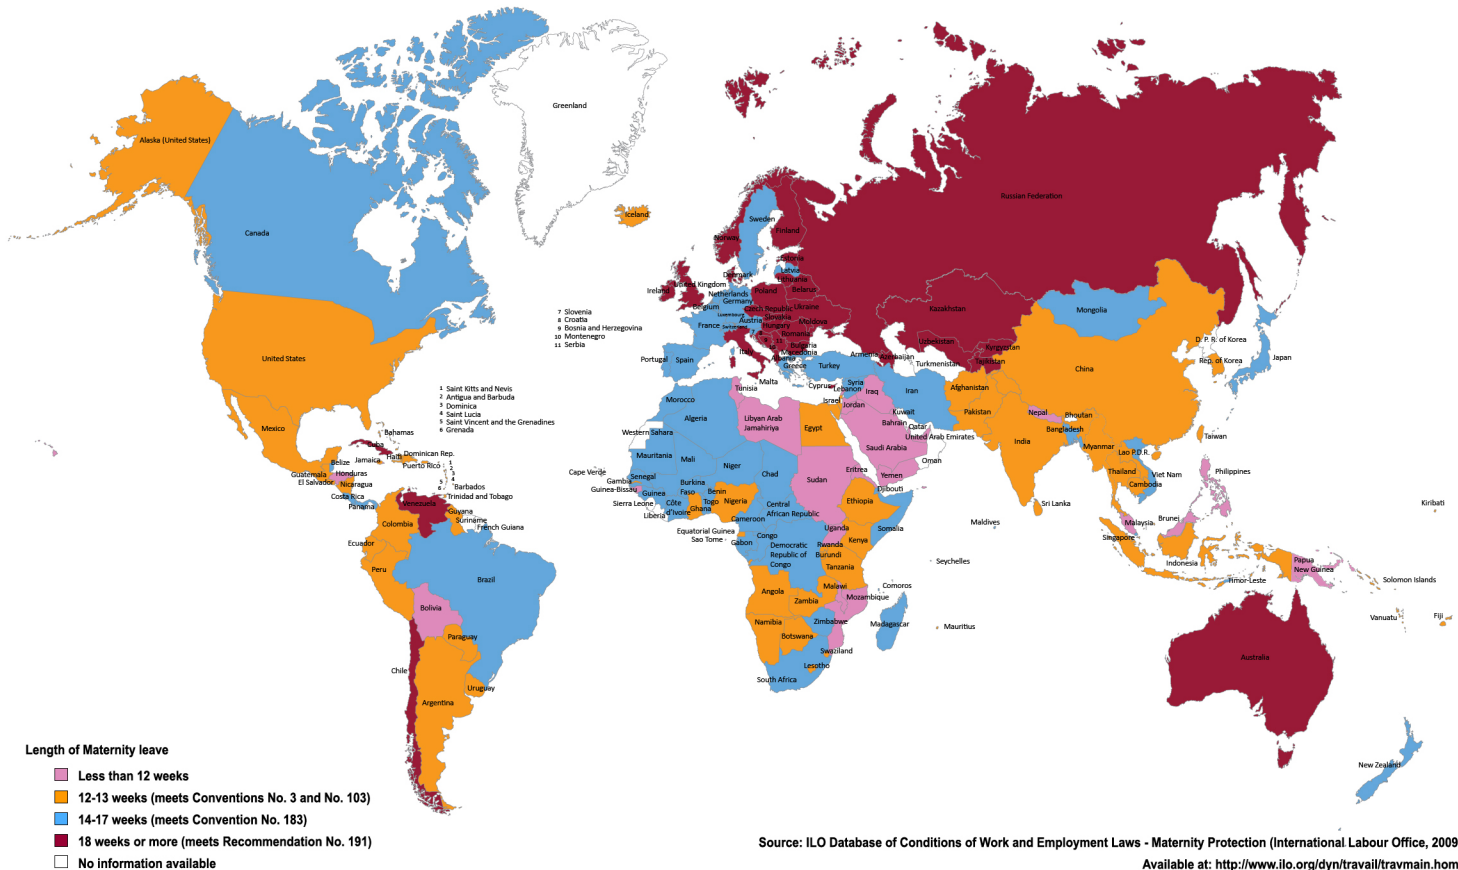 Greenland
Alaska (United States)
Russian Federation
Iceland
Canada
Sweden
Finland
Norway
Estonia
Latvia
Lithuania
Denmark
United Kingdom
Ireland
Netherlands
Poland
Belarus
Germany
Belgium
Czech Republic
Ukraine
Luxembourg
Slovakia
Austria
Moldova
Hungary
France
Switzerland
Romania
Kazakhstan
Mongolia
7 Slovenia
8 Croatia
9 Bosnia and Herzegovina
10 Montenegro
11 Serbia
7
8
9
10
11
Bulgaria
Macedonia
Albania
Italy
Portugal
Spain
Greece
Turkey
Armenia
Azerbaijan
Uzbekistan
Kyrgyzstan
Tajikistan
Turkmenistan
D. P. R. of Korea
Rep. of Korea
Japan
United States
China
Malta
Cyprus
Syria
Lebanon
Iraq
Iran
Afghanistan
Tunisia
Israel
Jordan
Morocco
Algeria
Libyan Arab
Jamahiriya
Egypt
Kuwait
Bahrain
Qatar
United Arab Emirates
Saudi Arabia
Pakistan
Nepal
Bhoutan
Bangladesh
India
Myanmar
Lao P.D.R.
Taiwan
1 Saint Kitts and Nevis
2 Antigua and Barbuda
3 Dominica
4 Saint Lucia
5 Saint Vincent and the Grenadines
6 Grenada
Mexico
Bahamas
Cuba
Western Sahara
Haiti
Dominican Rep.
Jamaica
Puerto Rico
Belize
1
2
3
4
5
6
Guatemala
Honduras
El Salvador
Nicaragua
Barbados
Costa Rica
Trinidad and Tobago
Panama
Venezuela
Guyana
Suriname
French Guiana
Colombia
Ecuador
Peru
Brazil
Bolivia
Paraguay
Chile
Uruguay
Argentina
Mauritania
Mali
Niger
Chad
Sudan
Eritrea
Yemen
Oman
Cape Verde
Senegal
Gambia
Guinea-Bissau
Guinea
Burkina
Faso
Benin
Togo
Nigeria
Djibouti
Sierra Leone
Liberia
Côte
d'Ivoire
Ghana
Central
African Republic
Ethiopia
Cameroon
Equatorial Guinea
Sao Tome
Gabon
Congo
Uganda
Somalia
Democratic
Republic of
Congo
Rwanda
Burundi
Kenya
Tanzania
Seychelles
Maldives
Sri Lanka
Thailand
Viet Nam
Cambodia
Philippines
Malaysia
Brunei
Singapore
Indonesia
Papua
New Guinea
Timor-Leste
Kiribati
Solomon Islands
Vanuatu
Fiji
Angola
Zambia
Malawi
Comoros
Mozambique
Namibia
Zimbabwe
Botswana
Madagascar
Mauritius
Swaziland
Lesotho
South Africa
Australia
New Zealand
Length of Maternity leave
Less than 12 weeks
12-13 weeks (meets Conventions No. 3 and No. 103)
14-17 weeks (meets Convention No. 183)
18 weeks or more (meets Recommendation No. 191)
No information available
Source: ILO Database of Conditions of Work and Employment Laws - Maternity Protection (International Labour Office, 2009
Available at: http://www.ilo.org/dyn/travail/travmain.hom